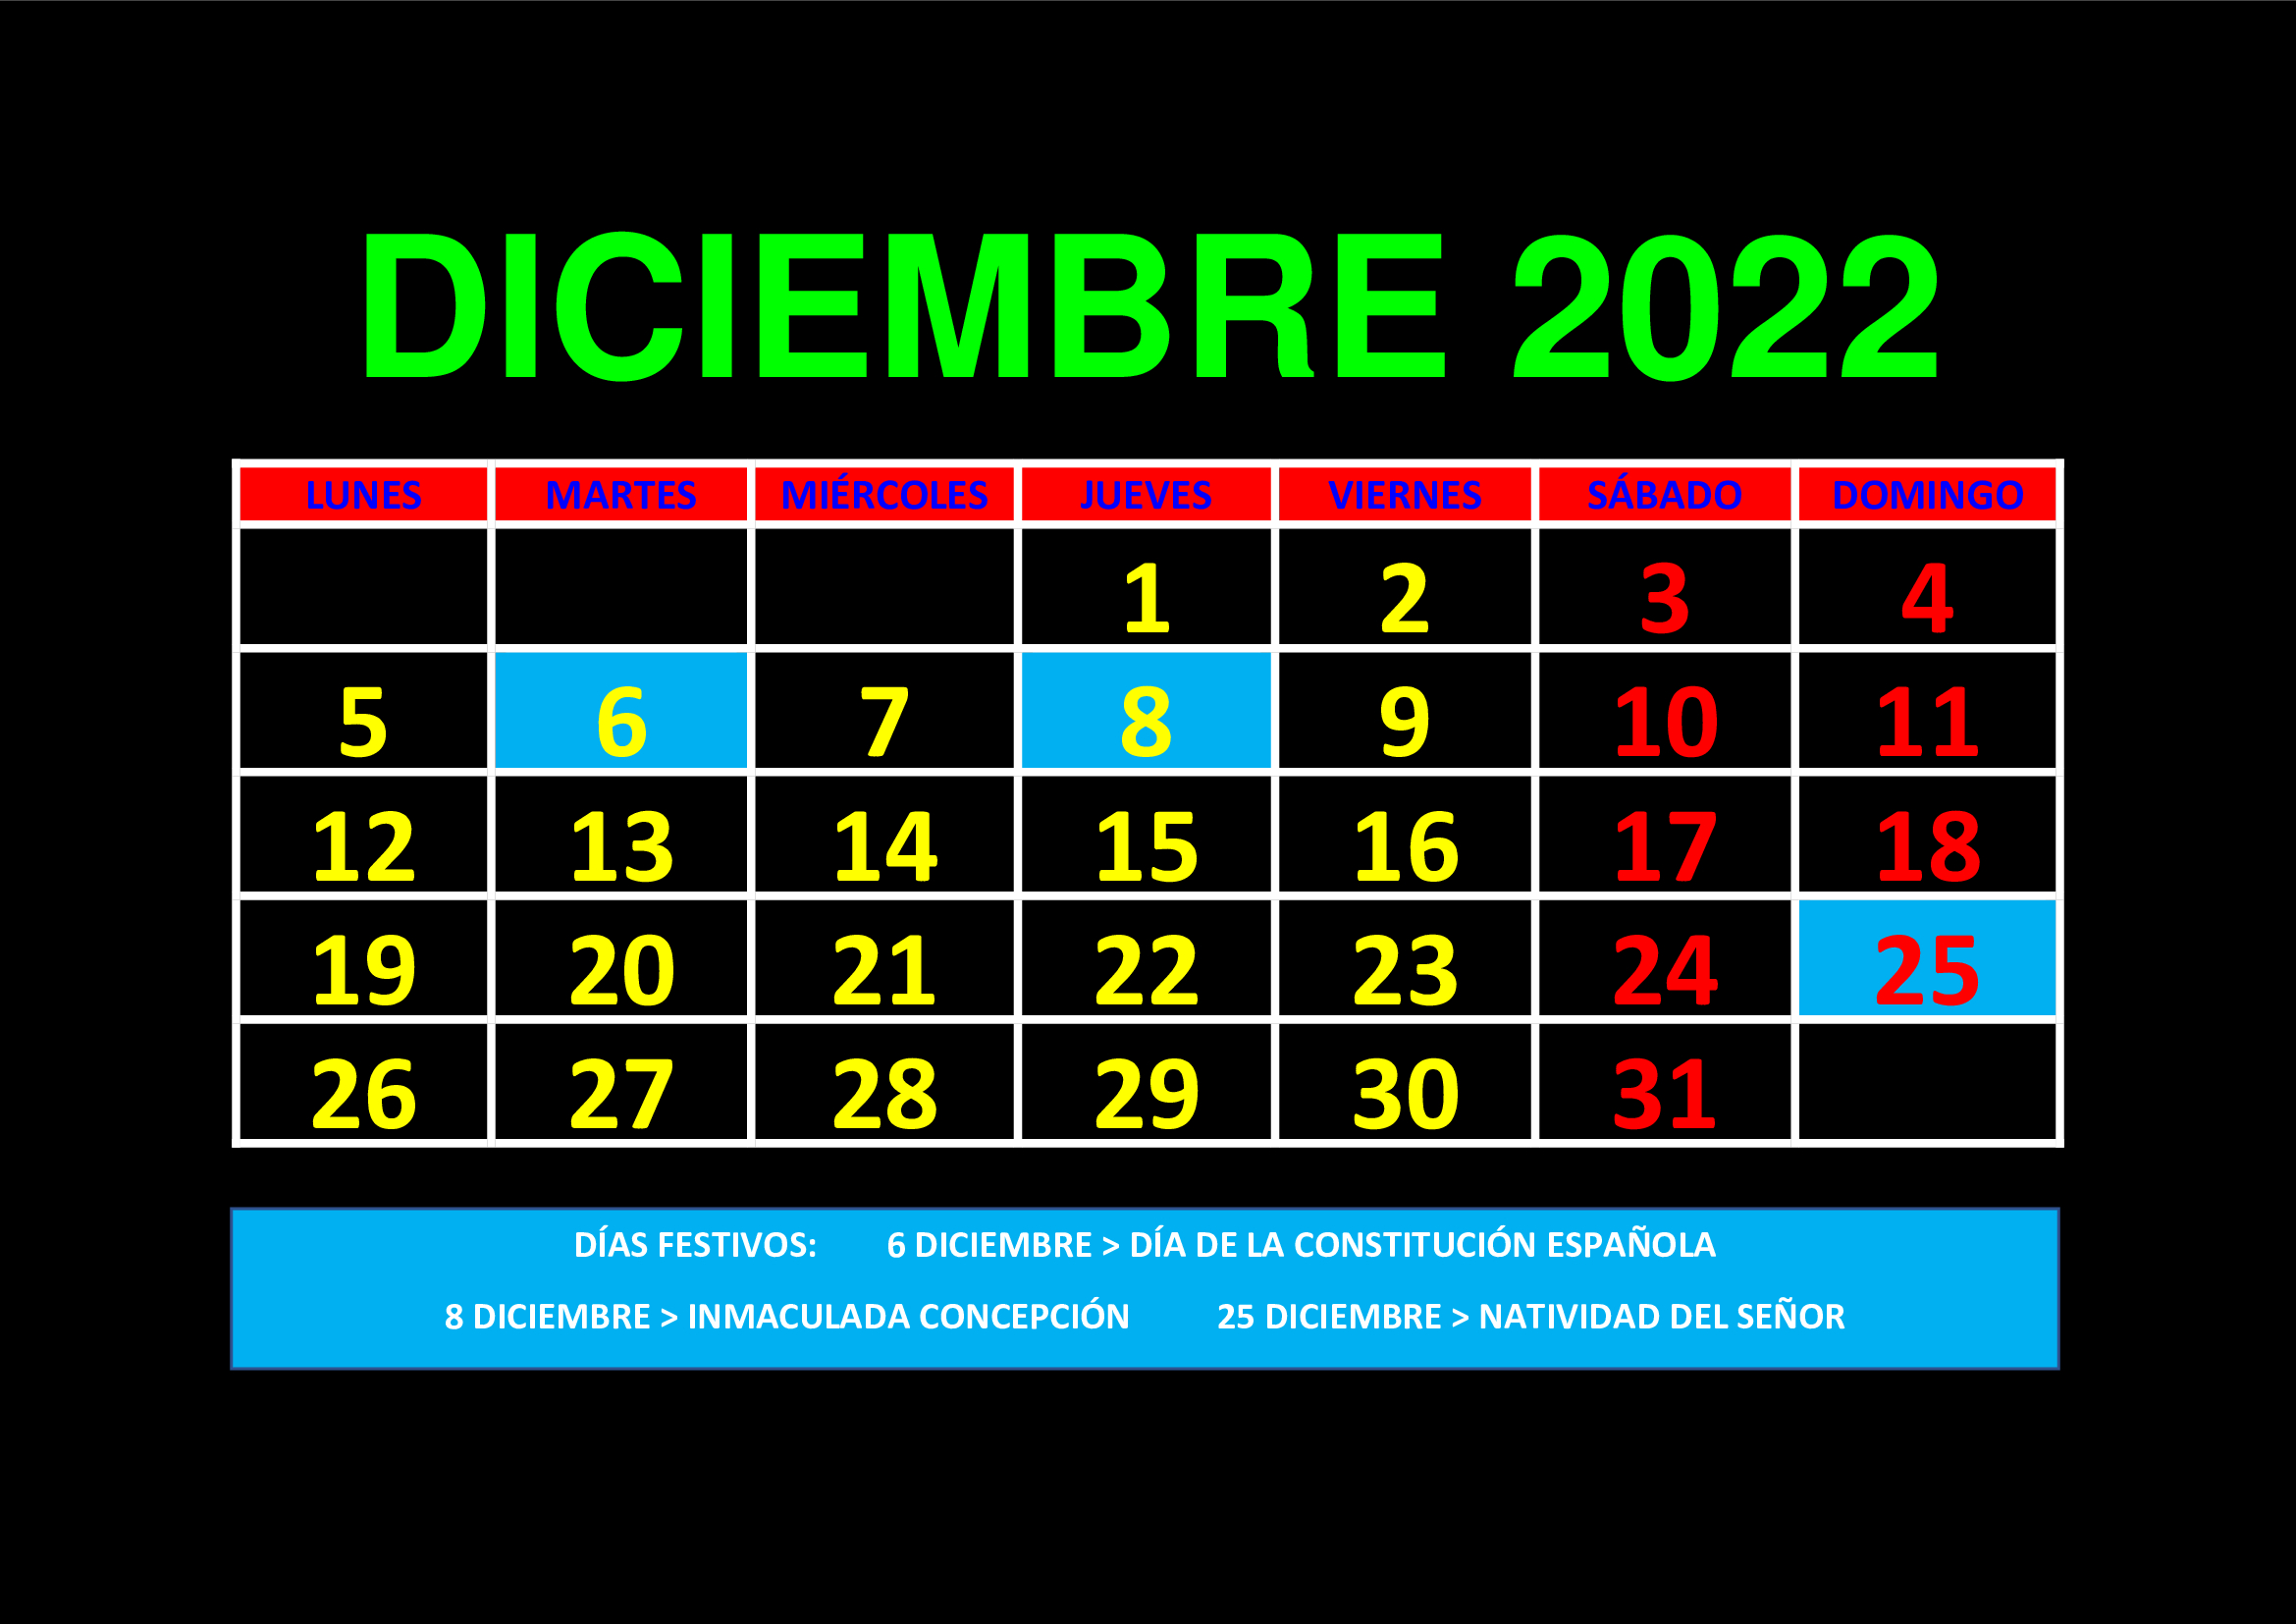 DICIEMBRE 2022
LUNES MARTES MIÉRCOLES JUEVES VIERNES SÁBADO DOMINGO
1 2 3 4
5 6 7 8 9 10 11
12 13 14 15 16 17 18
19 20 21 22 23 24 25
26 27 28 29 30 31
DÍAS FESTIVOS: 6 DICIEMBRE > DÍA DE LA CONSTITUCIÓN ESPAÑOLA
8 DICIEMBRE > INMACULADA CONCEPCIÓN 25 DICIEMBRE > NATIVIDAD DEL SEÑOR